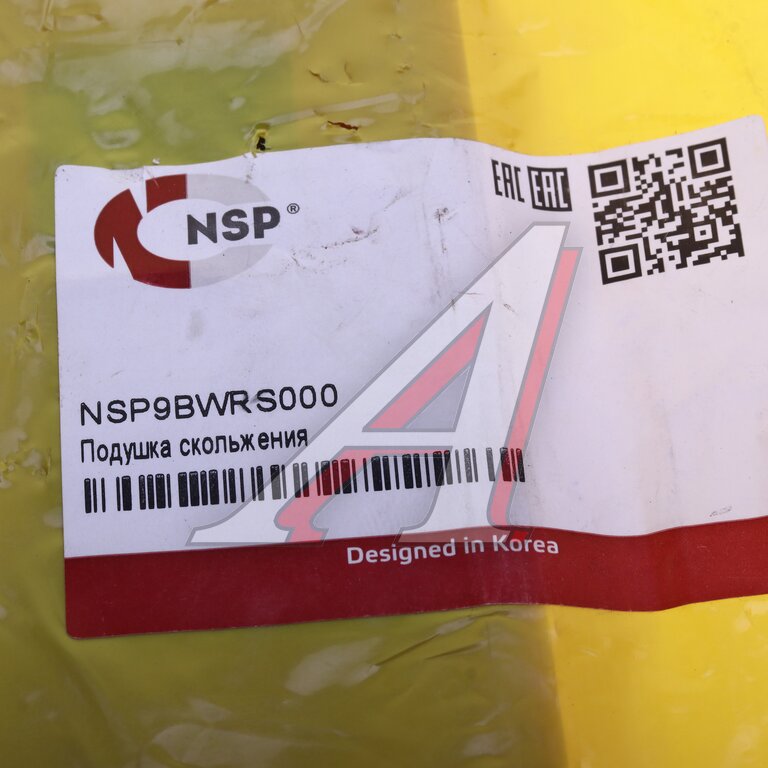 NSP®
EAC EAC
NSP9BWRS000
Подушка скольжения
Designed in Korea